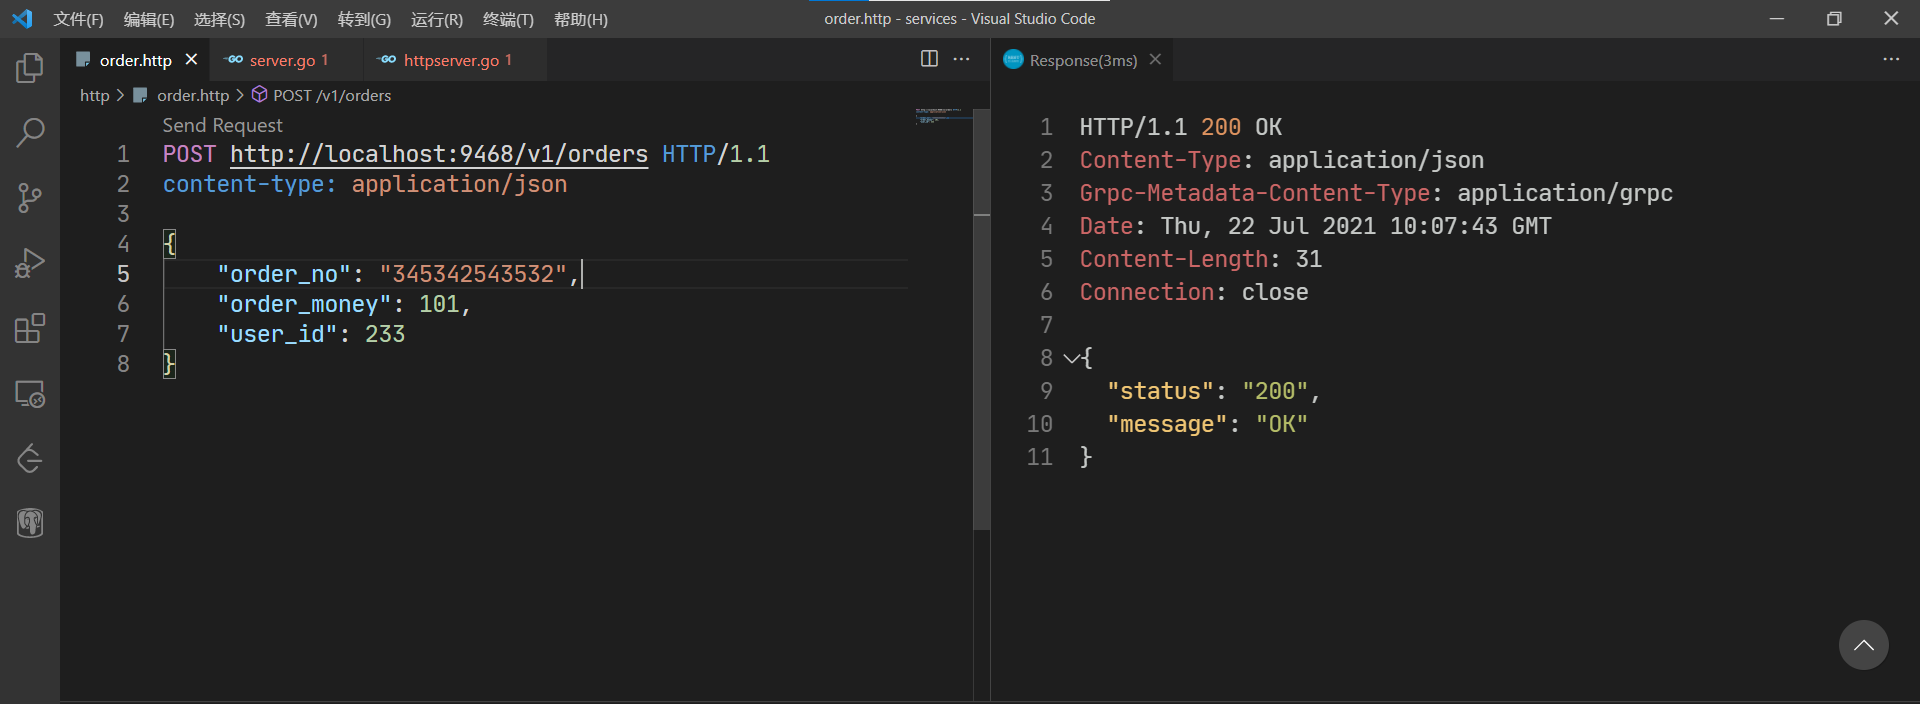 文件(F) 编辑(E) 选择(S) 查看(V) 转到(G) 运行(R) 终端(T) 帮助(H) order.http - services - Visual Studio Code
order.http server.go 1 httpserver.go 1 Response(3ms)
http order.http POST /v1/orders
Send Request
1 POST http://localhost:9468/v1/orders HTTP/1.1
2 content-type: application/json
3
4 {
5 "order_no": "345342543532",
6 "order_money": 101,
7 "user_id": 233
8 }
1 HTTP/1.1 200 OK
2 Content-Type: application/json
3 Grpc-Metadata-Content-Type: application/grpc
4 Date: Thu, 22 Jul 2021 10:07:43 GMT
5 Content-Length: 31
6 Connection: close
7
8 {
9 "status": "200",
10 "message": "OK"
11 }